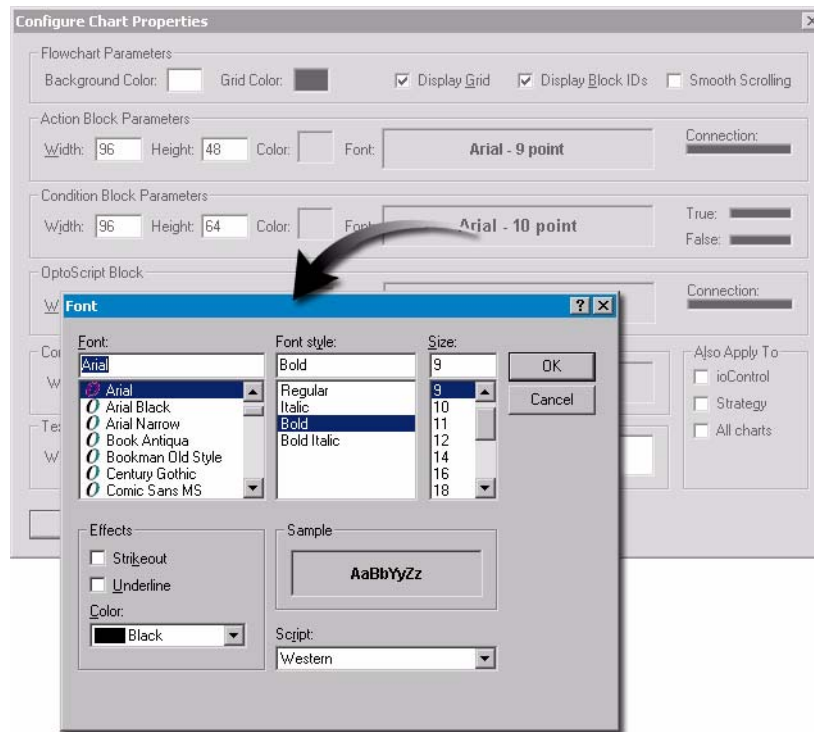 Configure Chart Properties
Flowchart Parameters
Background Color: Grid Color: Display Grid Display Block IDs Smooth Scrolling
Action Block Parameters
Width: 96 Height: 48 Color: Font: Arial - 9 point Connection:
Condition Block Parameters
Width: 96 Height: 64 Color: Font: Arial - 10 point True:
False:
OptoScript Block
W Connection:
Font
Font: Font style: Size:
Arial Bold 9 OK
Arial Regular 9 Cancel
Arial Black Italic 10
Arial Narrow Bold 11
Book Antiqua Bold Italic 12
Bookman Old Style 14
Century Gothic 16
Comic Sans MS 18
Also Apply To
ioControl
Strategy
All charts
Co
W
Te
W
Effects Sample
Strikeout AaBbYyZz
Underline
Color:
Black Script:
Western